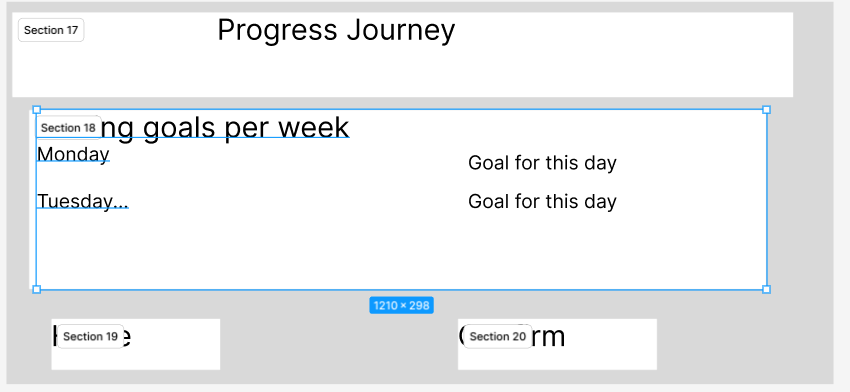 Section 17
Progress Journey
Section 18
ng goals per week
Monday
Goal for this day
Tuesday...
Goal for this day
1210 × 298
Section 19
Section 20
rm